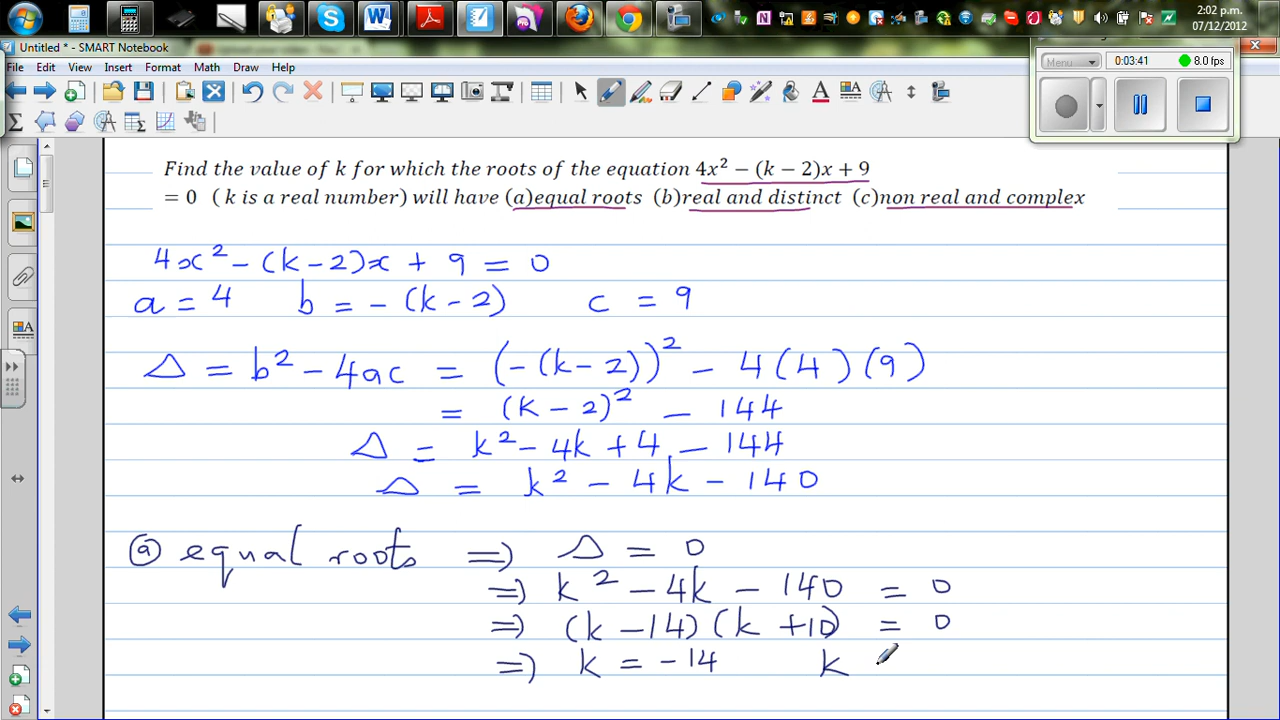 2:02 p.m.
07/12/2012
Untitled * - SMART Notebook
File Edit View Insert Format Math Draw Help
Menu 0:03:41 8.0 fps
Find the value of k for which the roots of the equation 4x² − (k − 2)x + 9
= 0 ( k is a real number) will have (a)equal roots (b)real and distinct (c)non real and complex
4x² - (k-2)x + 9 = 0
a = 4 b = -(k-2) c = 9
Δ = b² - 4ac = (-(k-2))² - 4(4)(9)
= (k-2)² - 144
Δ = k² - 4k + 4 - 144
Δ = k² - 4k - 140
ⓐ equal roots => Δ = 0
=> k² - 4k - 140 = 0
=> (k - 14)(k + 10) = 0
=> k = -14 k